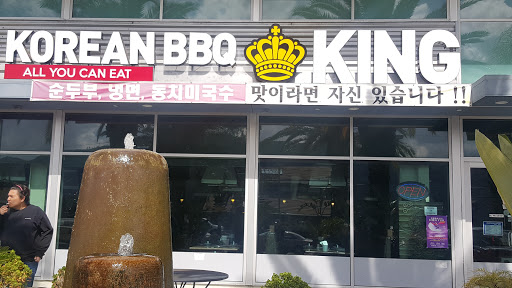 KOREAN BBQ KING
ALL YOU CAN EAT
순두부, 냉면, 동치미국수 맛이라면 자신 있습니다 !!